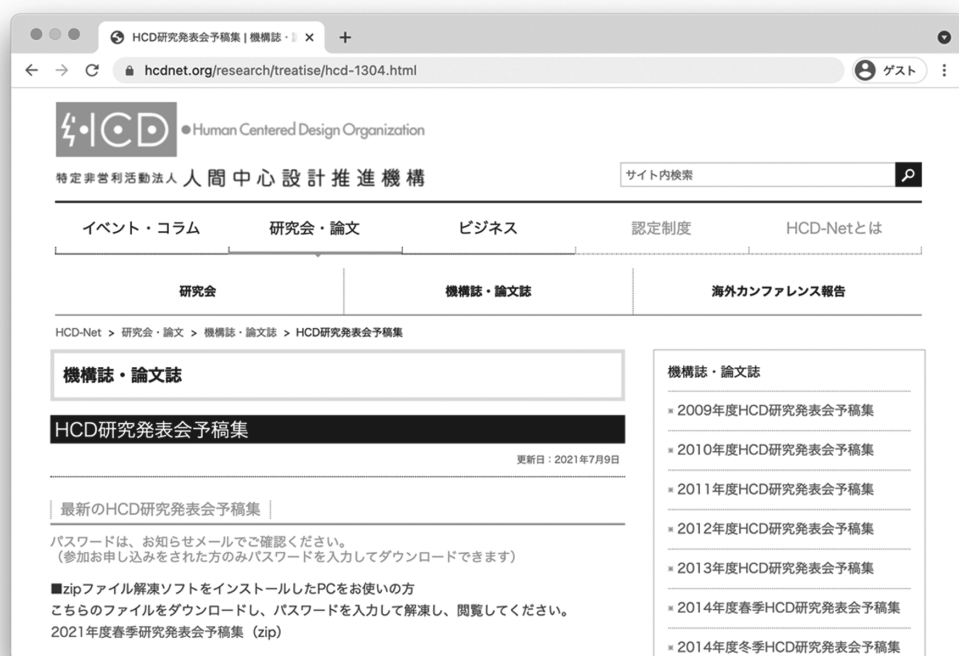 HCD研究発表会予稿集 | 機構誌・
hcdnet.org/research/treatise/hcd-1304.html
ゲスト
HCD
Human Centered Design Organization
特定非営利活動法人 人間中心設計推進機構
サイト内検索
イベント・コラム
研究会・論文
ビジネス
認定制度
HCD-Netとは
研究会
機構誌・論文誌
海外カンファレンス報告
HCD-Net > 研究会・論文 > 機構誌・論文誌 > HCD研究発表会予稿集
機構誌・論文誌
HCD研究発表会予稿集
更新日：2021年7月9日
最新のHCD研究発表会予稿集
パスワードは、お知らせメールでご確認ください。
（参加お申し込みをされた方のみパスワードを入力してダウンロードできます）
■zipファイル解凍ソフトをインストールしたPCをお使いの方
こちらのファイルをダウンロードし、パスワードを入力して解凍し、閲覧してください。
2021年度春季研究発表会予稿集（zip）
機構誌・論文誌
2009年度HCD研究発表会予稿集
2010年度HCD研究発表会予稿集
2011年度HCD研究発表会予稿集
2012年度HCD研究発表会予稿集
2013年度HCD研究発表会予稿集
2014年度春季HCD研究発表会予稿集
2014年度冬季HCD研究発表会予稿集